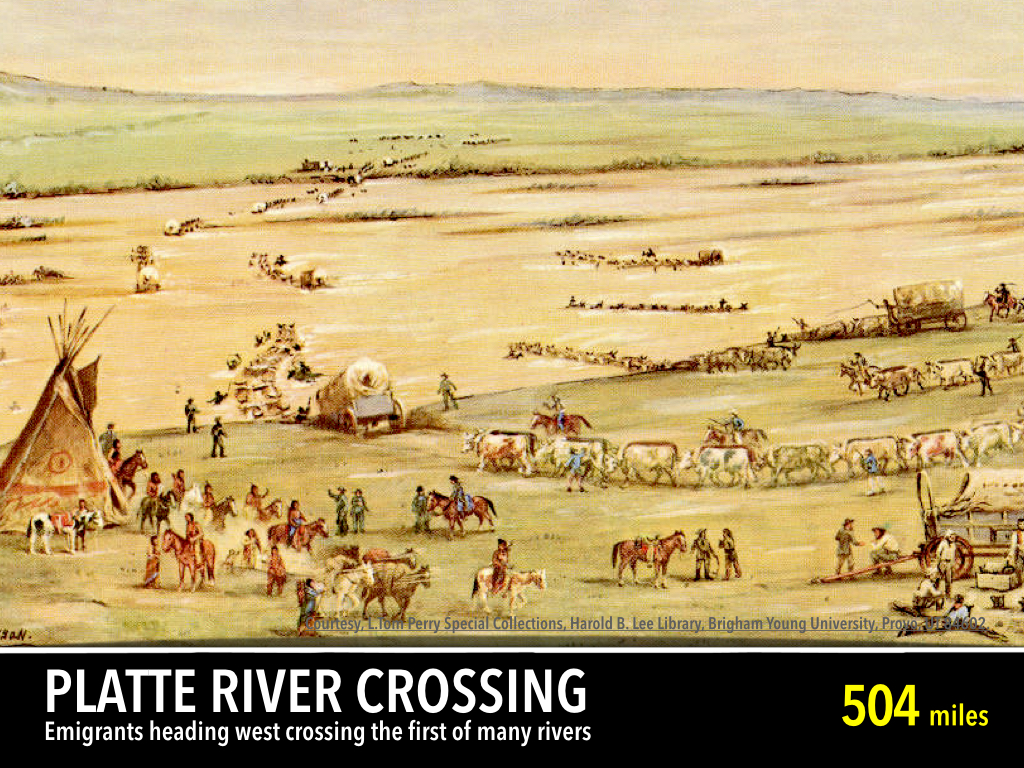 Courtesy, L.Tom Perry Special Collections, Harold B. Lee Library, Brigham Young University, Provo,
PLATTE RIVER CROSSING
504 miles
Emigrants heading west crossing the first of many rivers